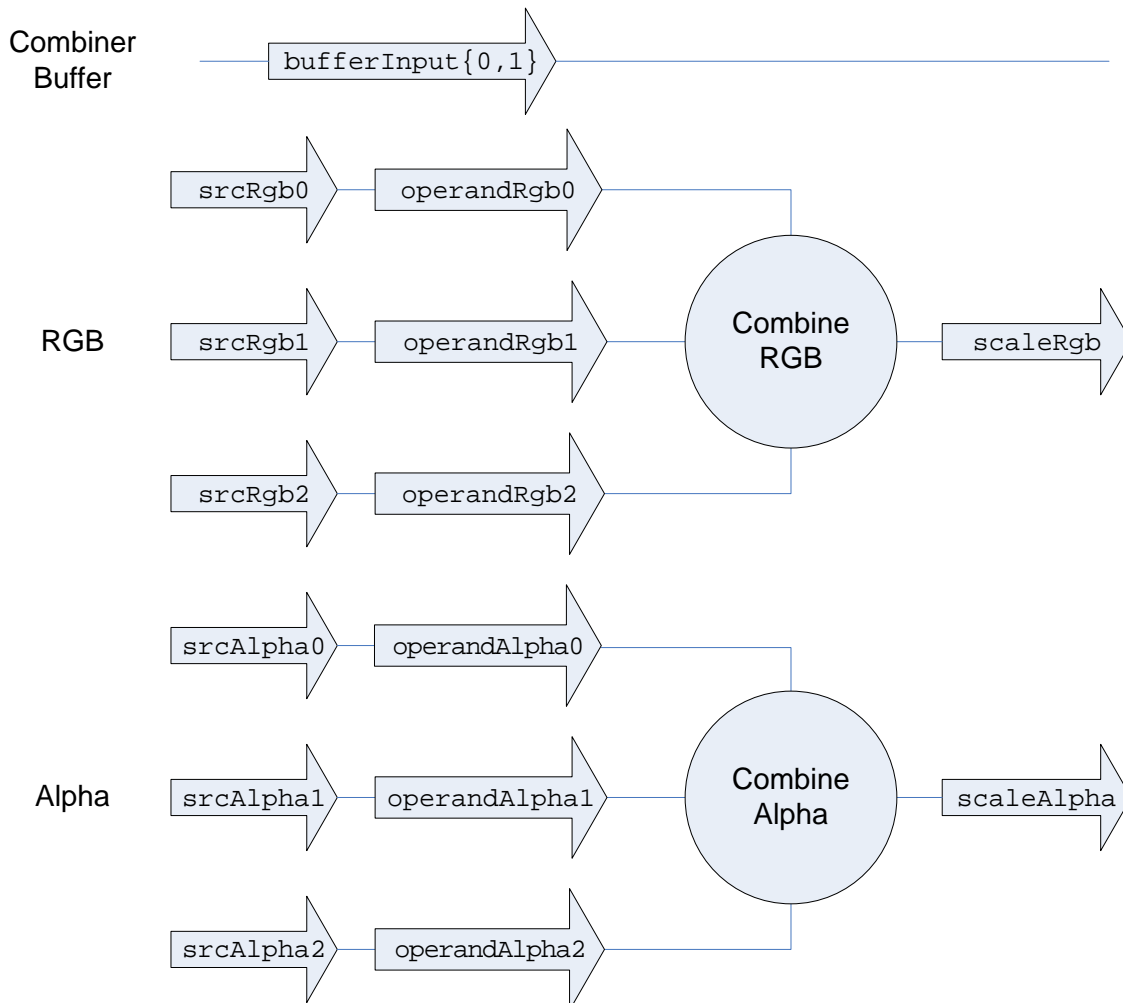 Combiner
Buffer
bufferInput{0,1}
srcRgb0
operandRgb0
RGB
srcRgb1
operandRgb1
Combine
RGB
scaleRgb
srcRgb2
operandRgb2
srcAlpha0
operandAlpha0
Alpha
srcAlpha1
operandAlpha1
Combine
Alpha
scaleAlpha
srcAlpha2
operandAlpha2